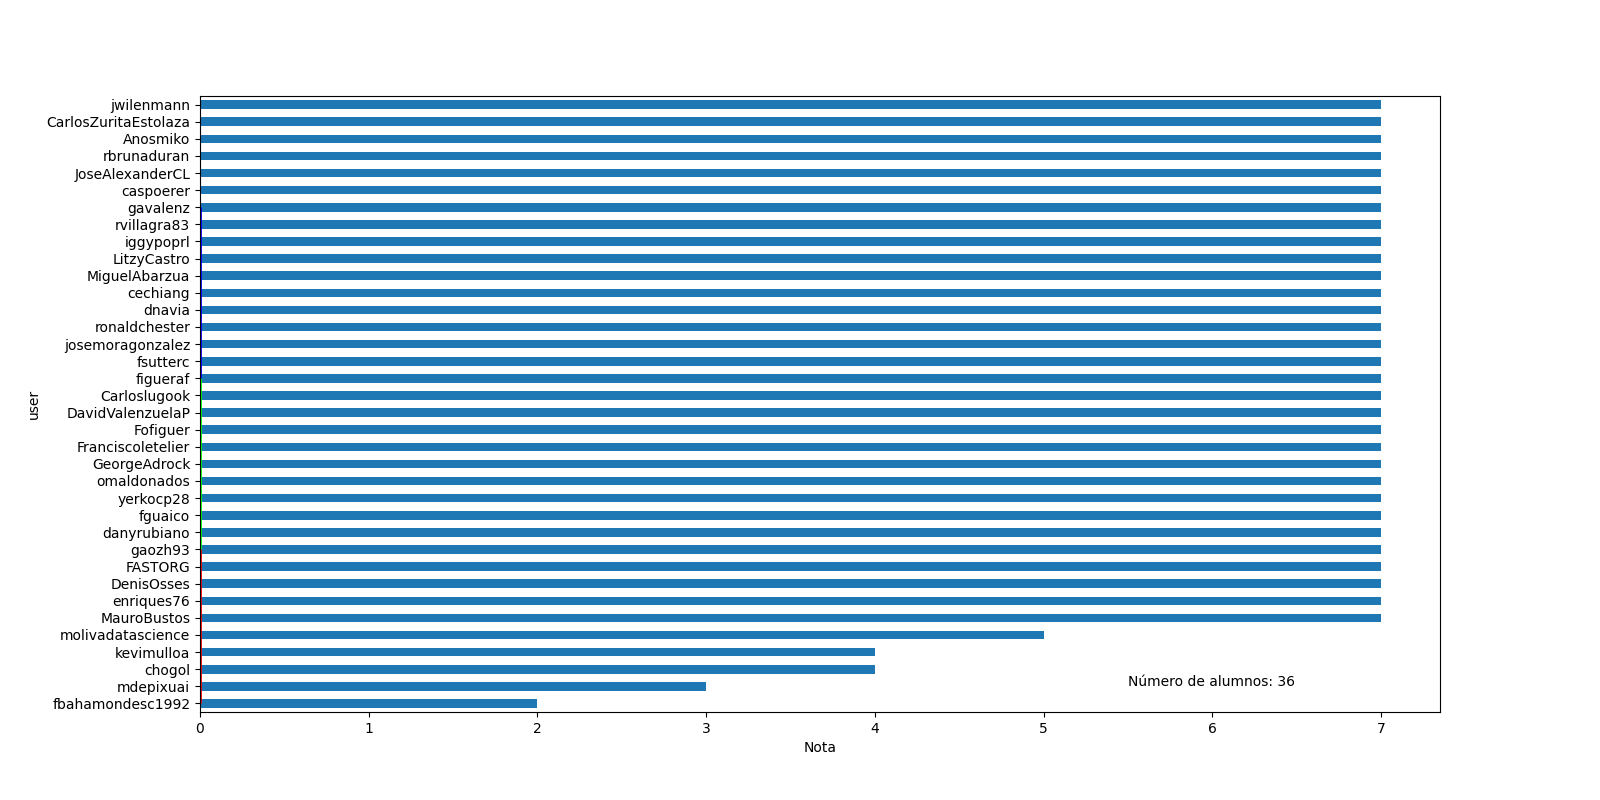 jwilenmann
CarlosZuritaEstolaza
Anosmiko
rbrunaduran
JoseAlexanderCL
caspoerer
gavalenz
rvillagra83
iggypoprl
LitzyCastro
MiguelAbarzua
cechiang
dnavia
ronaldchester
josemoragonzalez
fsutterc
figueraf
Carloslugook
DavidValenzuelaP
Fofiguer
Franciscoletelier
GeorgeAdrock
omaldonados
yerkocp28
fguaico
danyrubiano
gaozh93
FASTORG
DenisOsses
enriques76
MauroBustos
molivadatascience
kevimulloa
chogol
mdepixuai
fbahamondesc1992
user
Número de alumnos: 36
0 1 2 3 4 5 6 7
Nota